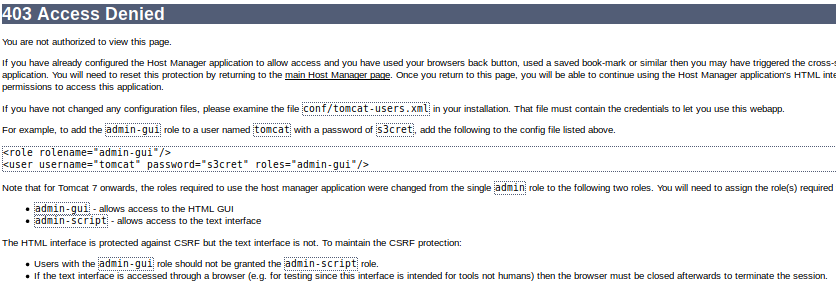 403 Access Denied
You are not authorized to view this page.
If you have already configured the Host Manager application to allow access and you have used your browsers back button, used a saved book-mark or similar then you may have triggered the cross-
application. You will need to reset this protection by returning to the main Host Manager page. Once you return to this page, you will be able to continue using the Host Manager application's HTML
permissions to access this application.
If you have not changed any configuration files, please examine the file conf/tomcat-users.xml in your installation. That file must contain the credentials to let you use this webapp.
For example, to add the admin-gui role to a user named tomcat with a password of s3cret, add the following to the config file listed above.
<role rolename="admin-gui"/>
<user username="tomcat" password="s3cret" roles="admin-gui"/>
Note that for Tomcat 7 onwards, the roles required to use the host manager application were changed from the single admin role to the following two roles. You will need to assign the role(s) required
• admin-gui - allows access to the HTML GUI
• admin-script - allows access to the text interface
The HTML interface is protected against CSRF but the text interface is not. To maintain the CSRF protection:
• Users with the admin-gui role should not be granted the admin-script role.
• If the text interface is accessed through a browser (e.g. for testing since this interface is intended for tools not humans) then the browser must be closed afterwards to terminate the session.